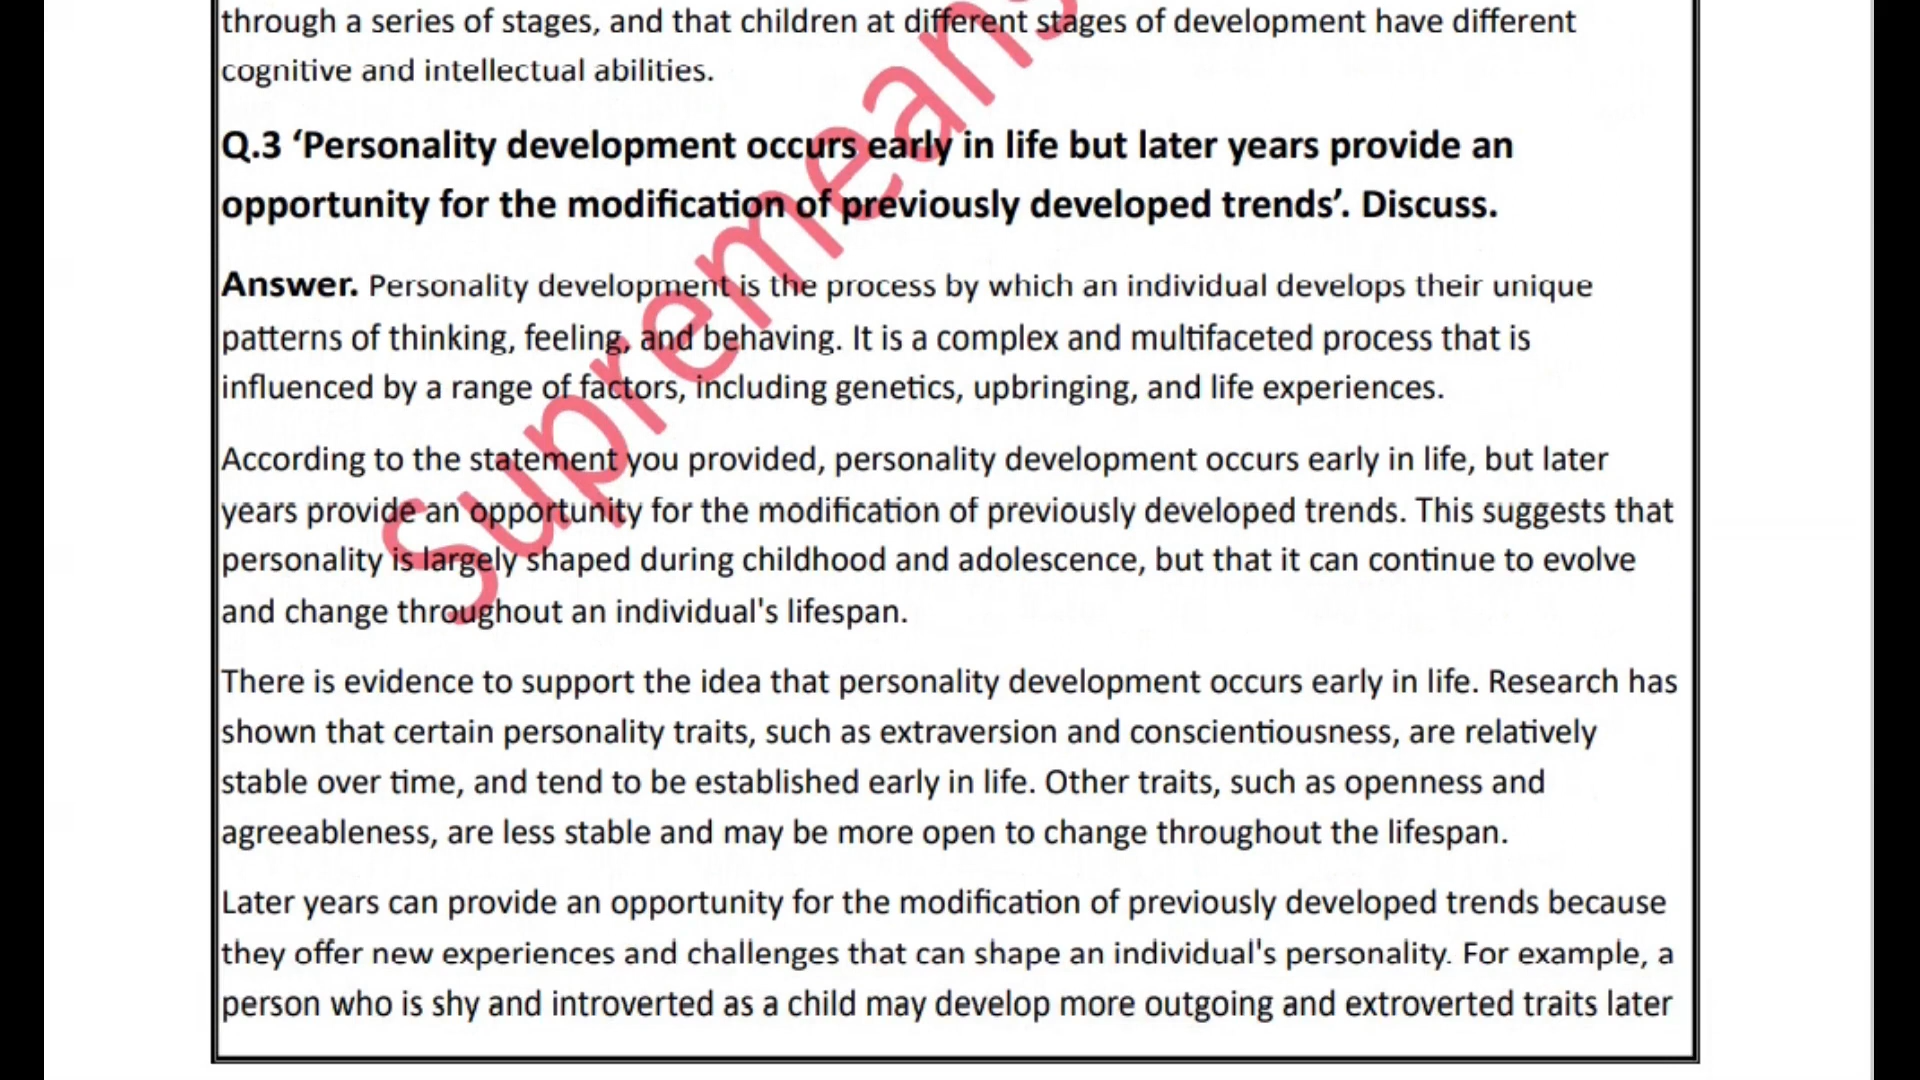 through a series of stages, and that children at different stages of development have different
cognitive and intellectual abilities.
Q.3 ‘Personality development occurs early in life but later years provide an
opportunity for the modification of previously developed trends’. Discuss.
Answer. Personality development is the process by which an individual develops their unique
patterns of thinking, feeling, and behaving. It is a complex and multifaceted process that is
influenced by a range of factors, including genetics, upbringing, and life experiences.
According to the statement you provided, personality development occurs early in life, but later
years provide an opportunity for the modification of previously developed trends. This suggests that
personality is largely shaped during childhood and adolescence, but that it can continue to evolve
and change throughout an individual's lifespan.
There is evidence to support the idea that personality development occurs early in life. Research has
shown that certain personality traits, such as extraversion and conscientiousness, are relatively
stable over time, and tend to be established early in life. Other traits, such as openness and
agreeableness, are less stable and may be more open to change throughout the lifespan.
Later years can provide an opportunity for the modification of previously developed trends because
they offer new experiences and challenges that can shape an individual's personality. For example, a
person who is shy and introverted as a child may develop more outgoing and extroverted traits later
Supremeans